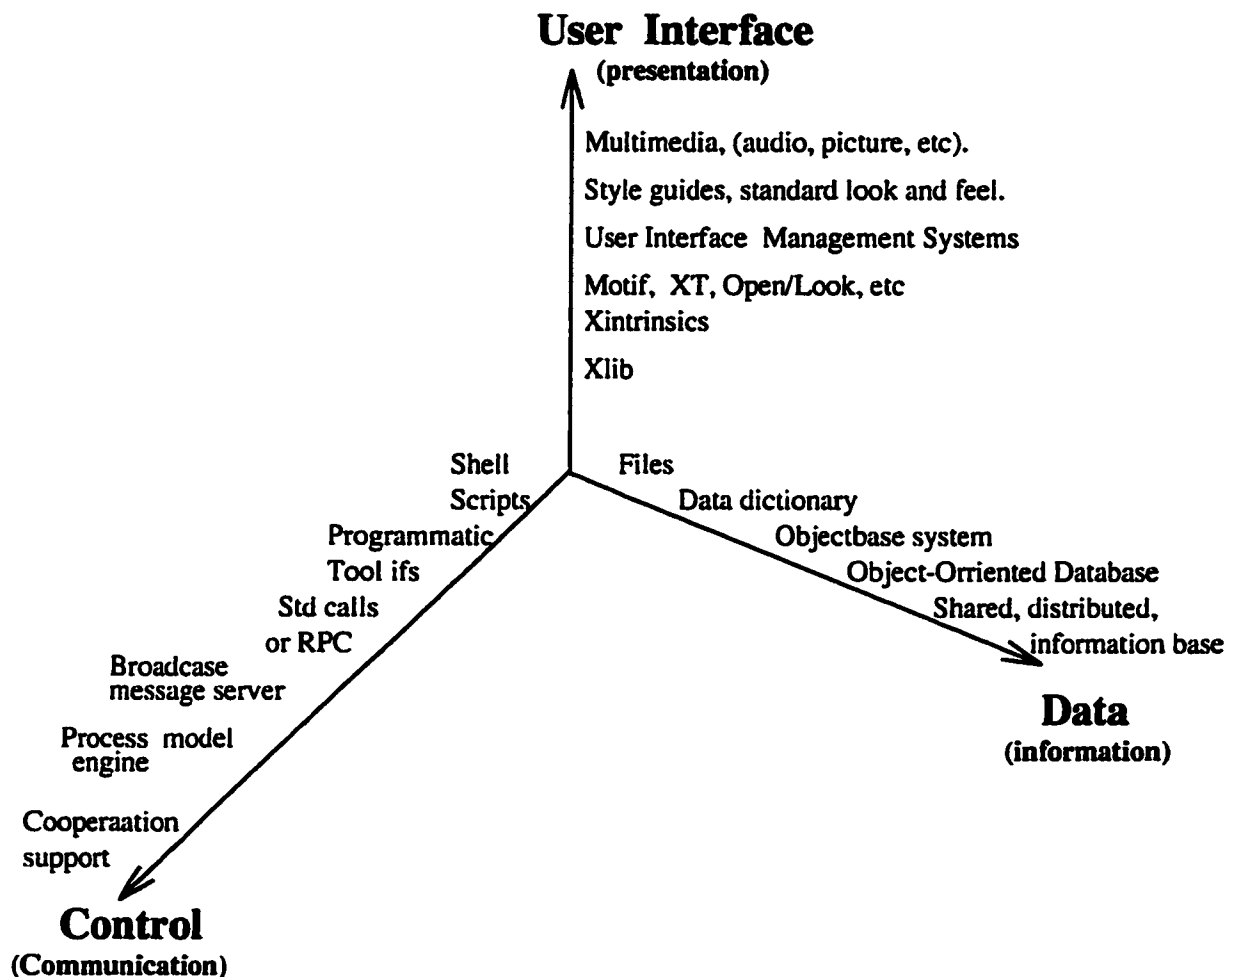 User Interface
(presentation)
Multimedia, (audio, picture, etc).
Style guides, standard look and feel.
User Interface Management Systems
Motif, XT, Open/Look, etc
Xintrinsics
Xlib
Shell
Scripts
Programmatic
Tool ifs
Std calls
or RPC
Broadcase
message server
Process model
engine
Cooperaation
support
Control
(Communication)
Files
Data dictionary
Objectbase system
Object-Orriented Database
Shared, distributed,
information base
Data
(information)